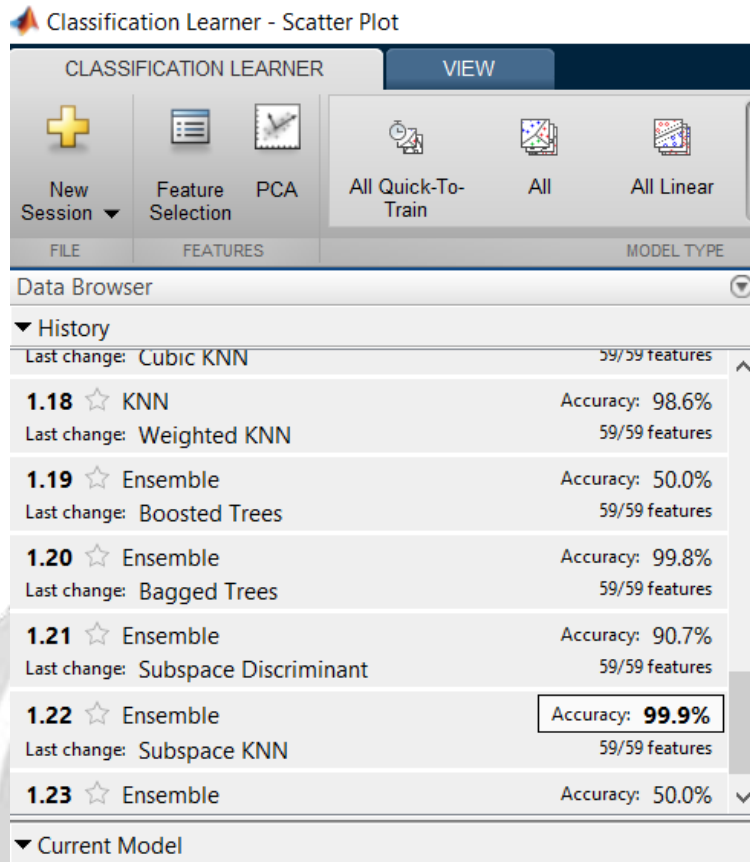 Classification Learner - Scatter Plot
CLASSIFICATION LEARNER VIEW
New Session Feature Selection PCA All Quick-To-Train All All Linear
FILE FEATURES MODEL TYPE
Data Browser
History
Last change: Cubic KNN 59/59 features
1.18 KNN Accuracy: 98.6%
Last change: Weighted KNN 59/59 features
1.19 Ensemble Accuracy: 50.0%
Last change: Boosted Trees 59/59 features
1.20 Ensemble Accuracy: 99.8%
Last change: Bagged Trees 59/59 features
1.21 Ensemble Accuracy: 90.7%
Last change: Subspace Discriminant 59/59 features
1.22 Ensemble Accuracy: 99.9%
Last change: Subspace KNN 59/59 features
1.23 Ensemble Accuracy: 50.0%
Current Model